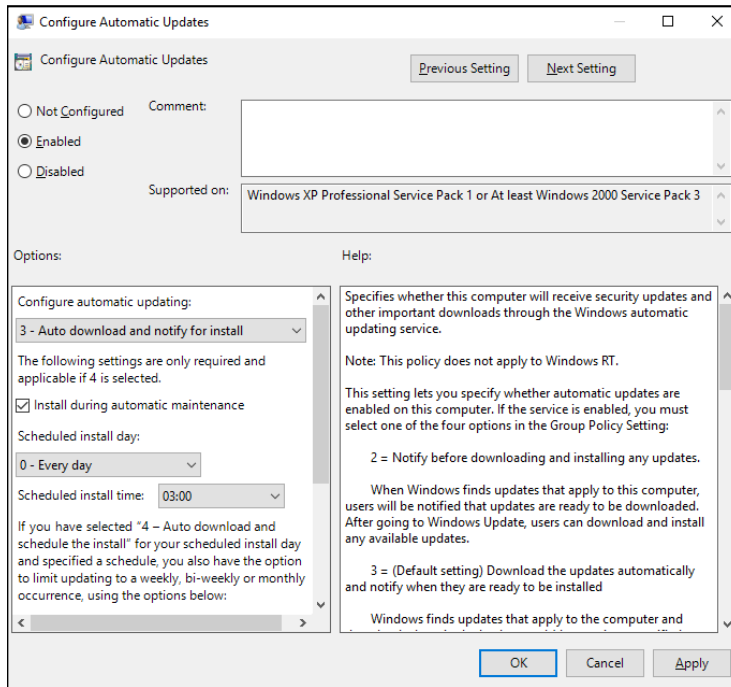 Configure Automatic Updates
Configure Automatic Updates
Previous Setting
Next Setting
Not Configured
Comment:
Enabled
Disabled
Supported on:
Windows XP Professional Service Pack 1 or At least Windows 2000 Service Pack 3
Options:
Help:
Configure automatic updating:
3 - Auto download and notify for install
The following settings are only required and
applicable if 4 is selected.
Install during automatic maintenance
Scheduled install day:
0 - Every day
Scheduled install time:
03:00
If you have selected “4 – Auto download and
schedule the install” for your scheduled install day
and specified a schedule, you also have the option
to limit updating to a weekly, bi-weekly or monthly
occurrence, using the options below:
Specifies whether this computer will receive security updates and
other important downloads through the Windows automatic
updating service.
Note: This policy does not apply to Windows RT.
This setting lets you specify whether automatic updates are
enabled on this computer. If the service is enabled, you must
select one of the four options in the Group Policy Setting:
2 = Notify before downloading and installing any updates.
When Windows finds updates that apply to this computer,
users will be notified that updates are ready to be downloaded.
After going to Windows Update, users can download and install
any available updates.
3 = (Default setting) Download the updates automatically
and notify when they are ready to be installed
Windows finds updates that apply to the computer and
OK
Cancel
Apply